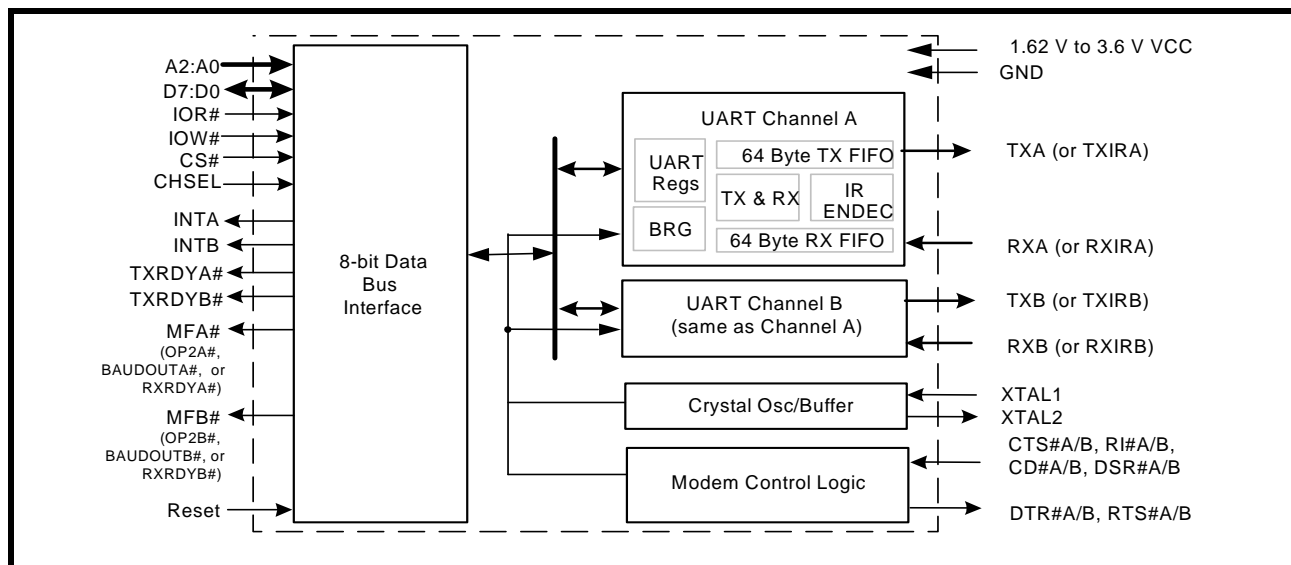 A2:A0
D7:D0
IOR#
IOW#
CS#
CHSEL
INTA
INTB
TXRDYA#
TXRDYB#
MFA#
(OP2A#,
BAUDOUTA#, or
RXRDYA#)
MFB#
(OP2B#,
BAUDOUTB#, or
RXRDYB#)
Reset
8-bit Data
Bus
Interface
UART Channel A
UART
Regs
BRG
64 Byte TX FIFO
TX & RX
IR
ENDEC
64 Byte RX FIFO
UART Channel B
(same as Channel A)
Crystal Osc/Buffer
Modem Control Logic
1.62 V to 3.6 V VCC
GND
TXA (or TXIRA)
RXA (or RXIRA)
TXB (or TXIRB)
RXB (or RXIRB)
XTAL1
XTAL2
CTS#A/B, RI#A/B,
CD#A/B, DSR#A/B
DTR#A/B, RTS#A/B